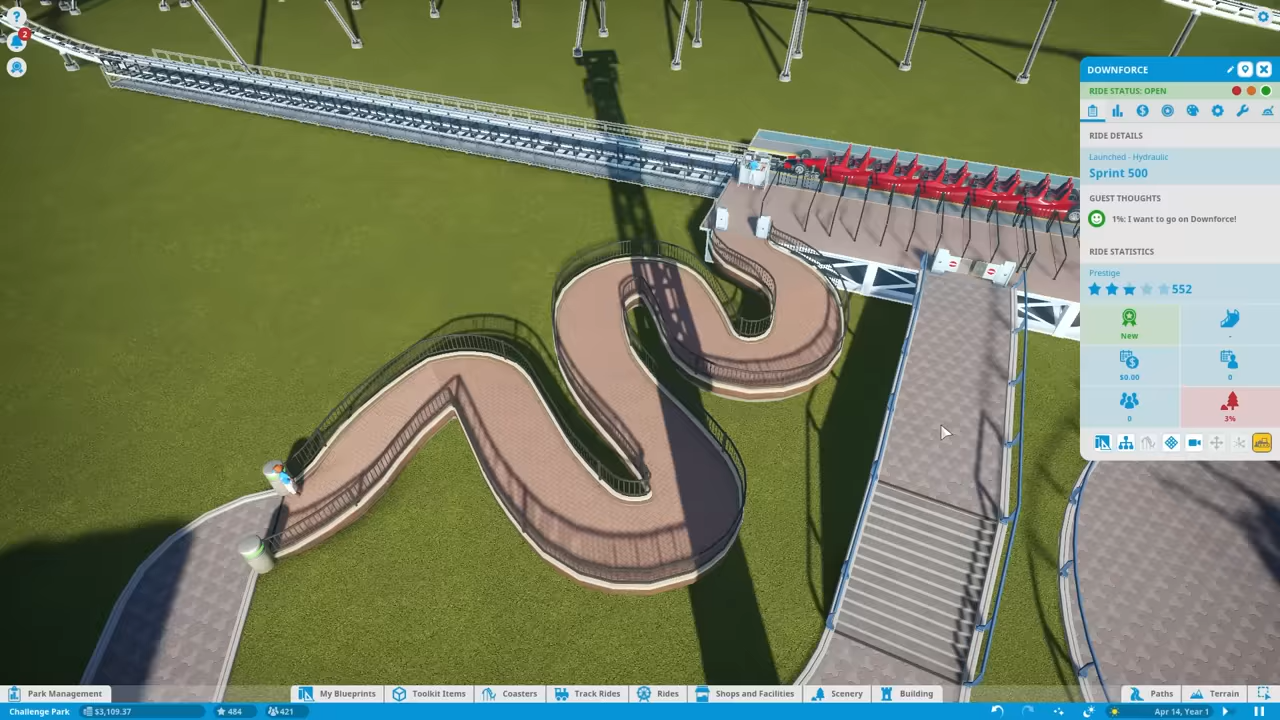 ?
2
DOWNFORCE
RIDE STATUS: OPEN
RIDE DETAILS
Launched - Hydraulic
Sprint 500
GUEST THOUGHTS
1%: I want to go on Downforce!
RIDE STATISTICS
Prestige
552
New
-
$0.00
0
0
3%
Park Management
My Blueprints
Toolkit Items
Coasters
Track Rides
Rides
Shops and Facilities
Scenery
Building
Paths
Terrain
Challenge Park
$3,109.37
484
421
Apr 14, Year 1